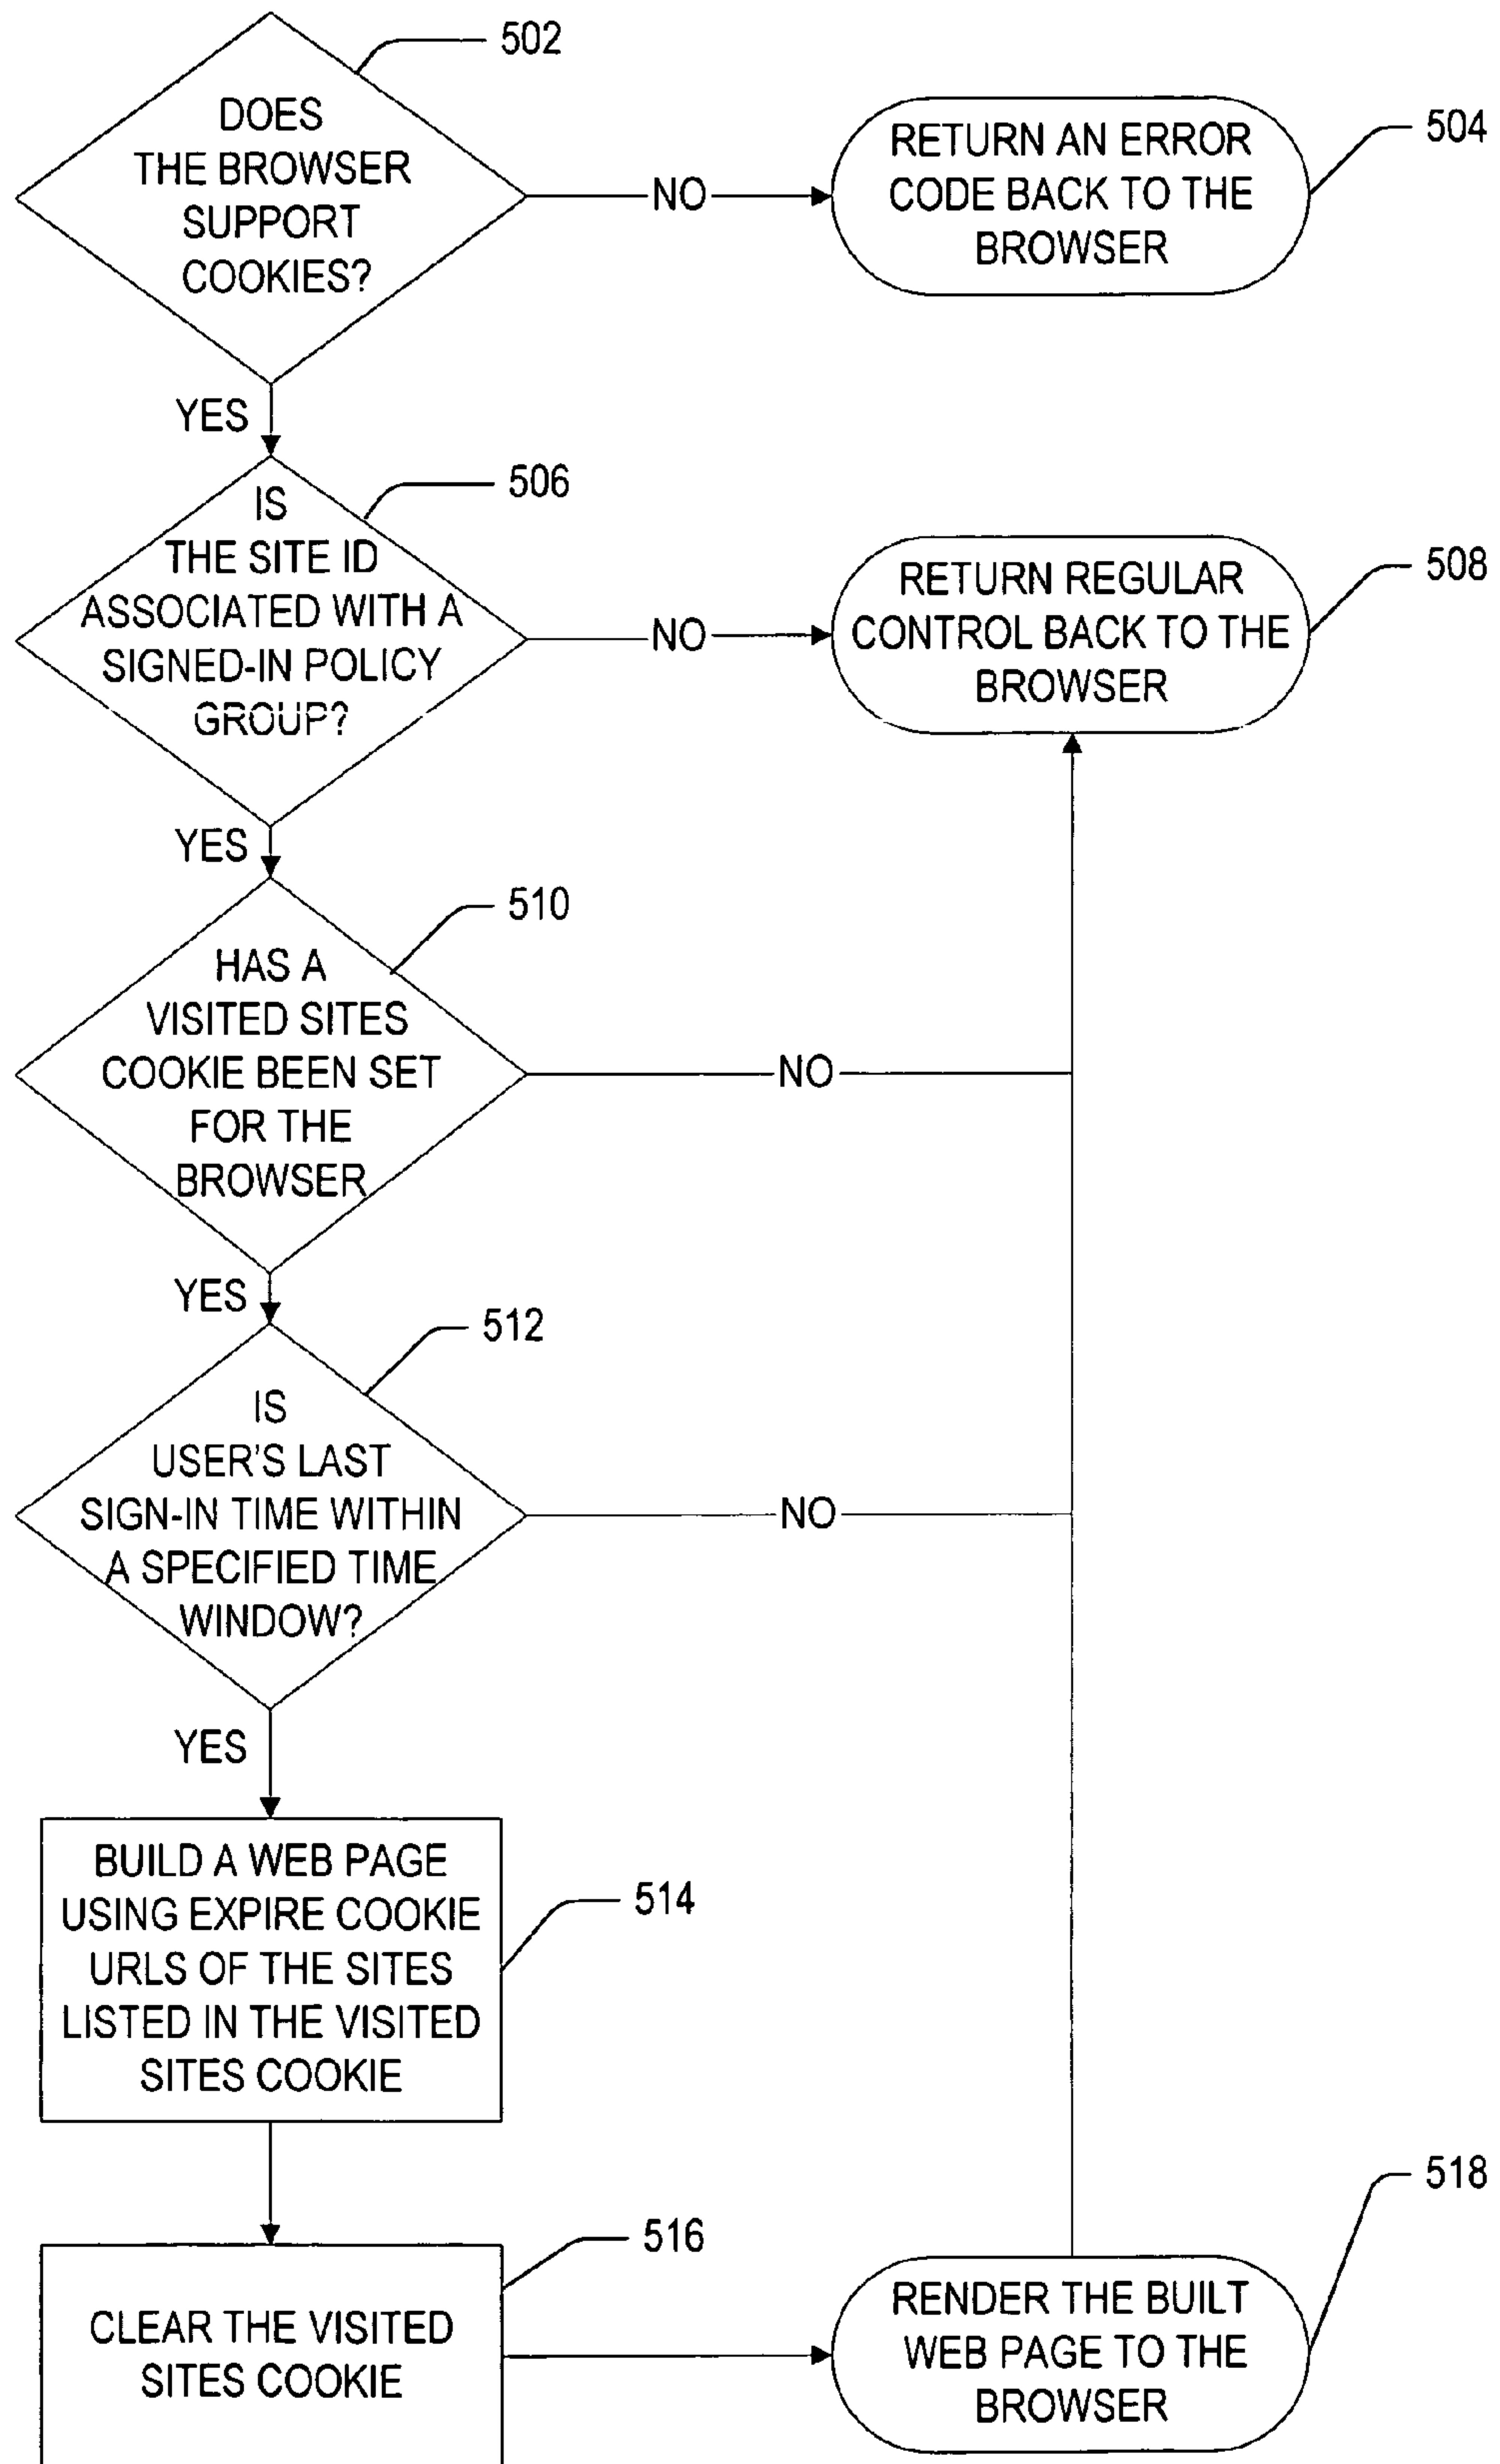 502
DOES
THE BROWSER
SUPPORT
COOKIES?
NO
RETURN AN ERROR
CODE BACK TO THE
BROWSER
504
YES
506
IS
THE SITE ID
ASSOCIATED WITH A
SIGNED-IN POLICY
GROUP?
NO
RETURN REGULAR
CONTROL BACK TO THE
BROWSER
508
YES
510
HAS A
VISITED SITES
COOKIE BEEN SET
FOR THE
BROWSER
NO
YES
512
IS
USER'S LAST
SIGN-IN TIME WITHIN
A SPECIFIED TIME
WINDOW?
NO
YES
BUILD A WEB PAGE
USING EXPIRE COOKIE
URLS OF THE SITES
LISTED IN THE VISITED
SITES COOKIE
514
516
CLEAR THE VISITED
SITES COOKIE
518
RENDER THE BUILT
WEB PAGE TO THE
BROWSER